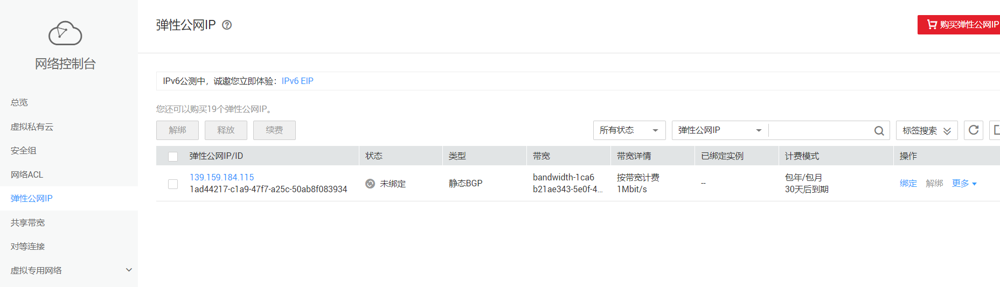 网络控制台
总览
虚拟私有云
安全组
网络ACL
弹性公网IP
共享带宽
对等连接
虚拟专用网络
弹性公网IP ?
购买弹性公网IP
IPv6公测中，诚邀您立即体验：IPv6 EIP
您还可以购买19个弹性公网IP。
解绑 释放 续费 所有状态 弹性公网IP 标签搜索
弹性公网IP/ID 状态 类型 带宽 带宽详情 已绑定实例 计费模式 操作
139.159.184.115 bandwidth-1ca6 按带宽计费 包年/包月
未绑定 静态BGP -- 绑定 解绑 更多
1ad44217-c1a9-47f7-a25c-50ab8f083934 b21ae343-5e0f-4... 1Mbit/s 30天后到期